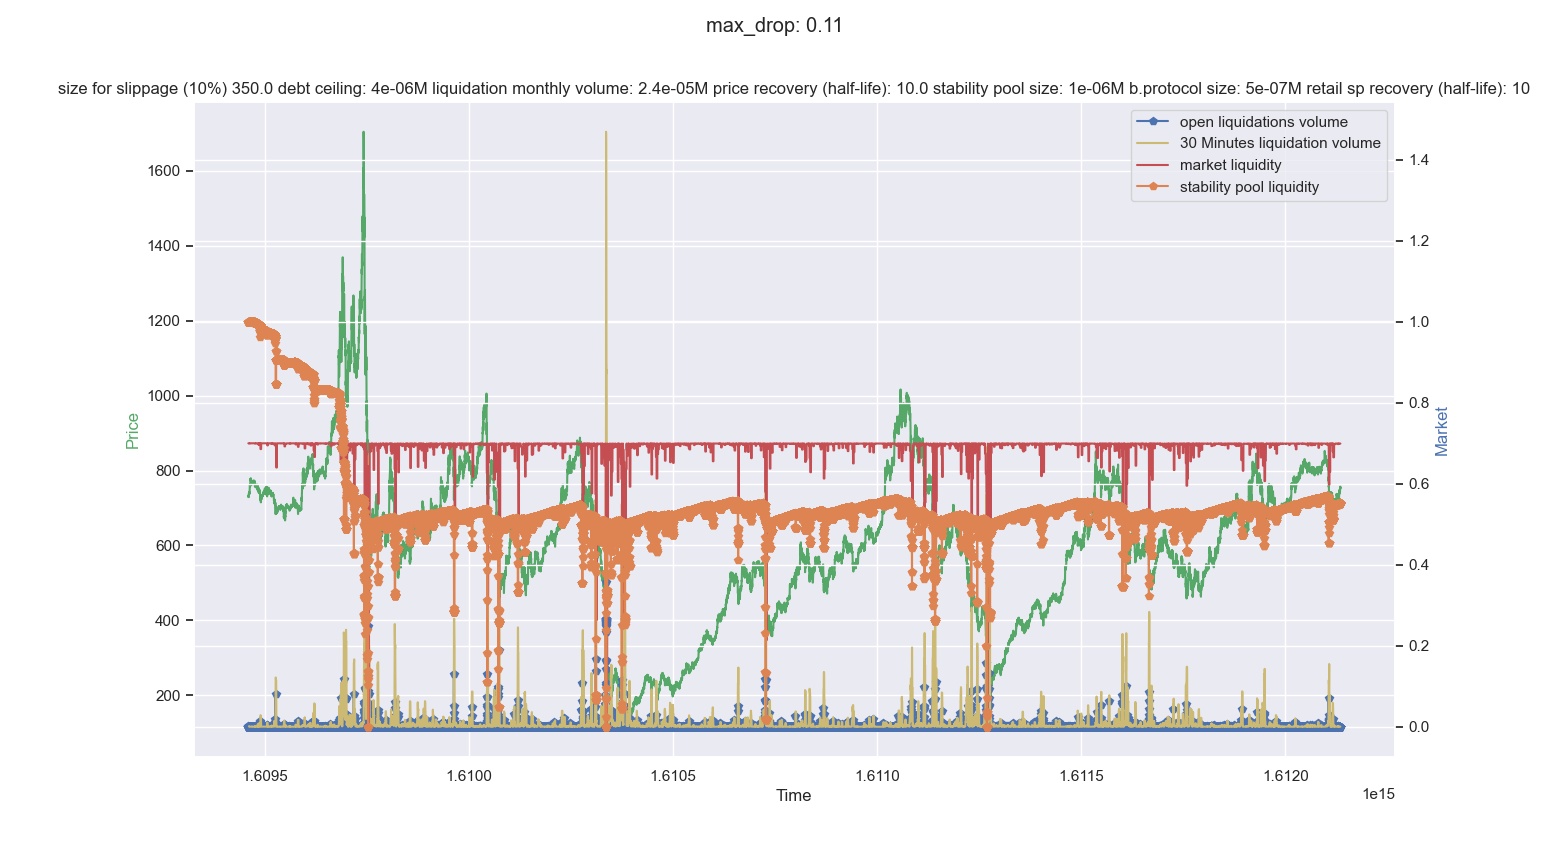 max_drop: 0.11
size for slippage (10%) 350.0 debt ceiling: 4e-06M liquidation monthly volume: 2.4e-05M price recovery (half-life): 10.0 stability pool size: 1e-06M b.protocol size: 5e-07M retail sp recovery (half-life): 10
open liquidations volume
30 Minutes liquidation volume
market liquidity
stability pool liquidity
1600
1400
1200
1000
800
600
400
200
Price
1.4
1.2
1.0
0.8
0.6
0.4
0.2
0.0
Market
1.6095
1.6100
1.6105
1.6110
1.6115
1.6120
Time
1e15